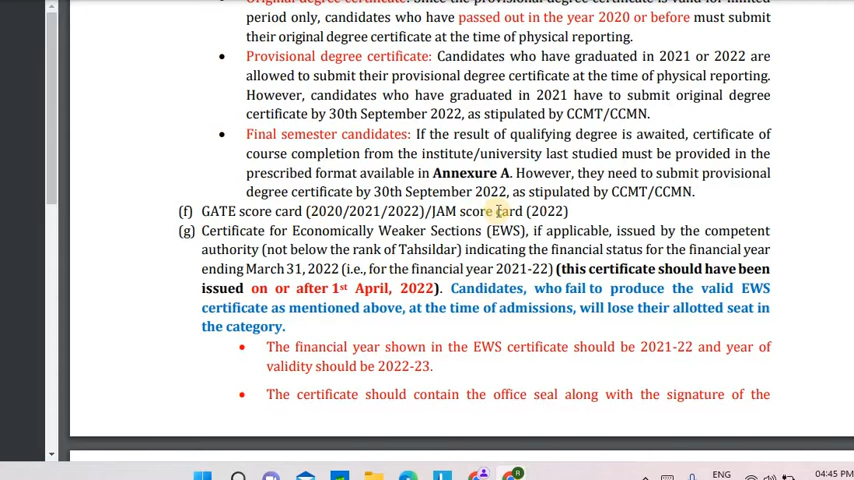 Original degree certificate: Since the provisional degree certificate is valid for limited
period only, candidates who have passed out in the year 2020 or before must submit
their original degree certificate at the time of physical reporting.
• Provisional degree certificate: Candidates who have graduated in 2021 or 2022 are
allowed to submit their provisional degree certificate at the time of physical reporting.
However, candidates who have graduated in 2021 have to submit original degree
certificate by 30th September 2022, as stipulated by CCMT/CCMN.
• Final semester candidates: If the result of qualifying degree is awaited, certificate of
course completion from the institute/university last studied must be provided in the
prescribed format available in Annexure A. However, they need to submit provisional
degree certificate by 30th September 2022, as stipulated by CCMT/CCMN.
(f) GATE score card (2020/2021/2022)/JAM score card (2022)
(g) Certificate for Economically Weaker Sections (EWS), if applicable, issued by the competent
authority (not below the rank of Tahsildar) indicating the financial status for the financial year
ending March 31, 2022 (i.e., for the financial year 2021-22) (this certificate should have been
issued on or after 1st April, 2022). Candidates, who fail to produce the valid EWS
certificate as mentioned above, at the time of admissions, will lose their allotted seat in
the category.
• The financial year shown in the EWS certificate should be 2021-22 and year of
validity should be 2022-23.
• The certificate should contain the office seal along with the signature of the
ENG
04:45 PM